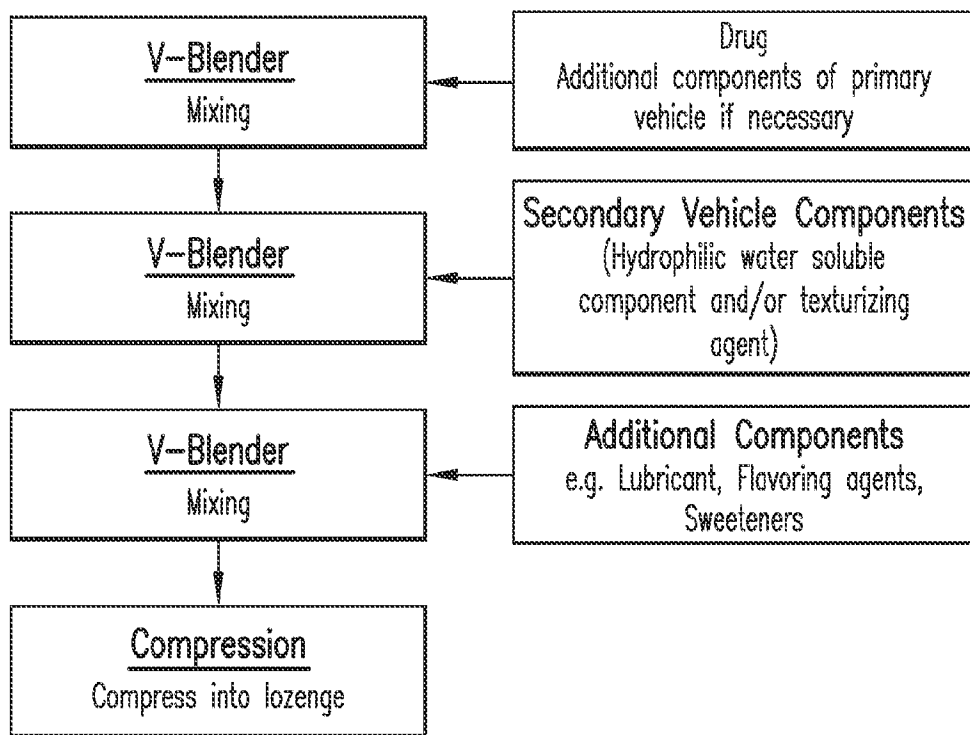 V-Blender
Mixing
Drug
Additional components of primary
vehicle if necessary
V-Blender
Mixing
Secondary Vehicle Components
(Hydrophilic water soluble
component and/or texturizing
agent)
V-Blender
Mixing
Additional Components
e.g. Lubricant, Flavoring agents,
Sweeteners
Compression
Compress into lozenge